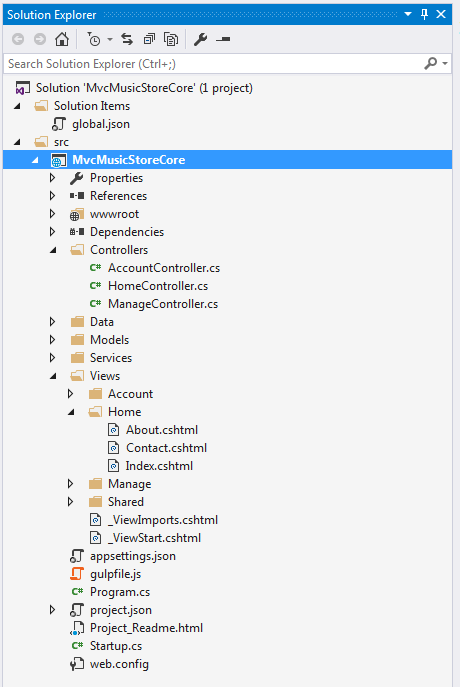 Solution Explorer
Search Solution Explorer (Ctrl+;)
Solution 'MvcMusicStoreCore' (1 project)
Solution Items
global.json
src
MvcMusicStoreCore
Properties
References
wwwroot
Dependencies
Controllers
C# AccountController.cs
C# HomeController.cs
C# ManageController.cs
Data
Models
Services
Views
Account
Home
About.cshtml
Contact.cshtml
Index.cshtml
Manage
Shared
_ViewImports.cshtml
_ViewStart.cshtml
appsettings.json
gulpfile.js
C# Program.cs
project.json
Project_Readme.html
C# Startup.cs
web.config